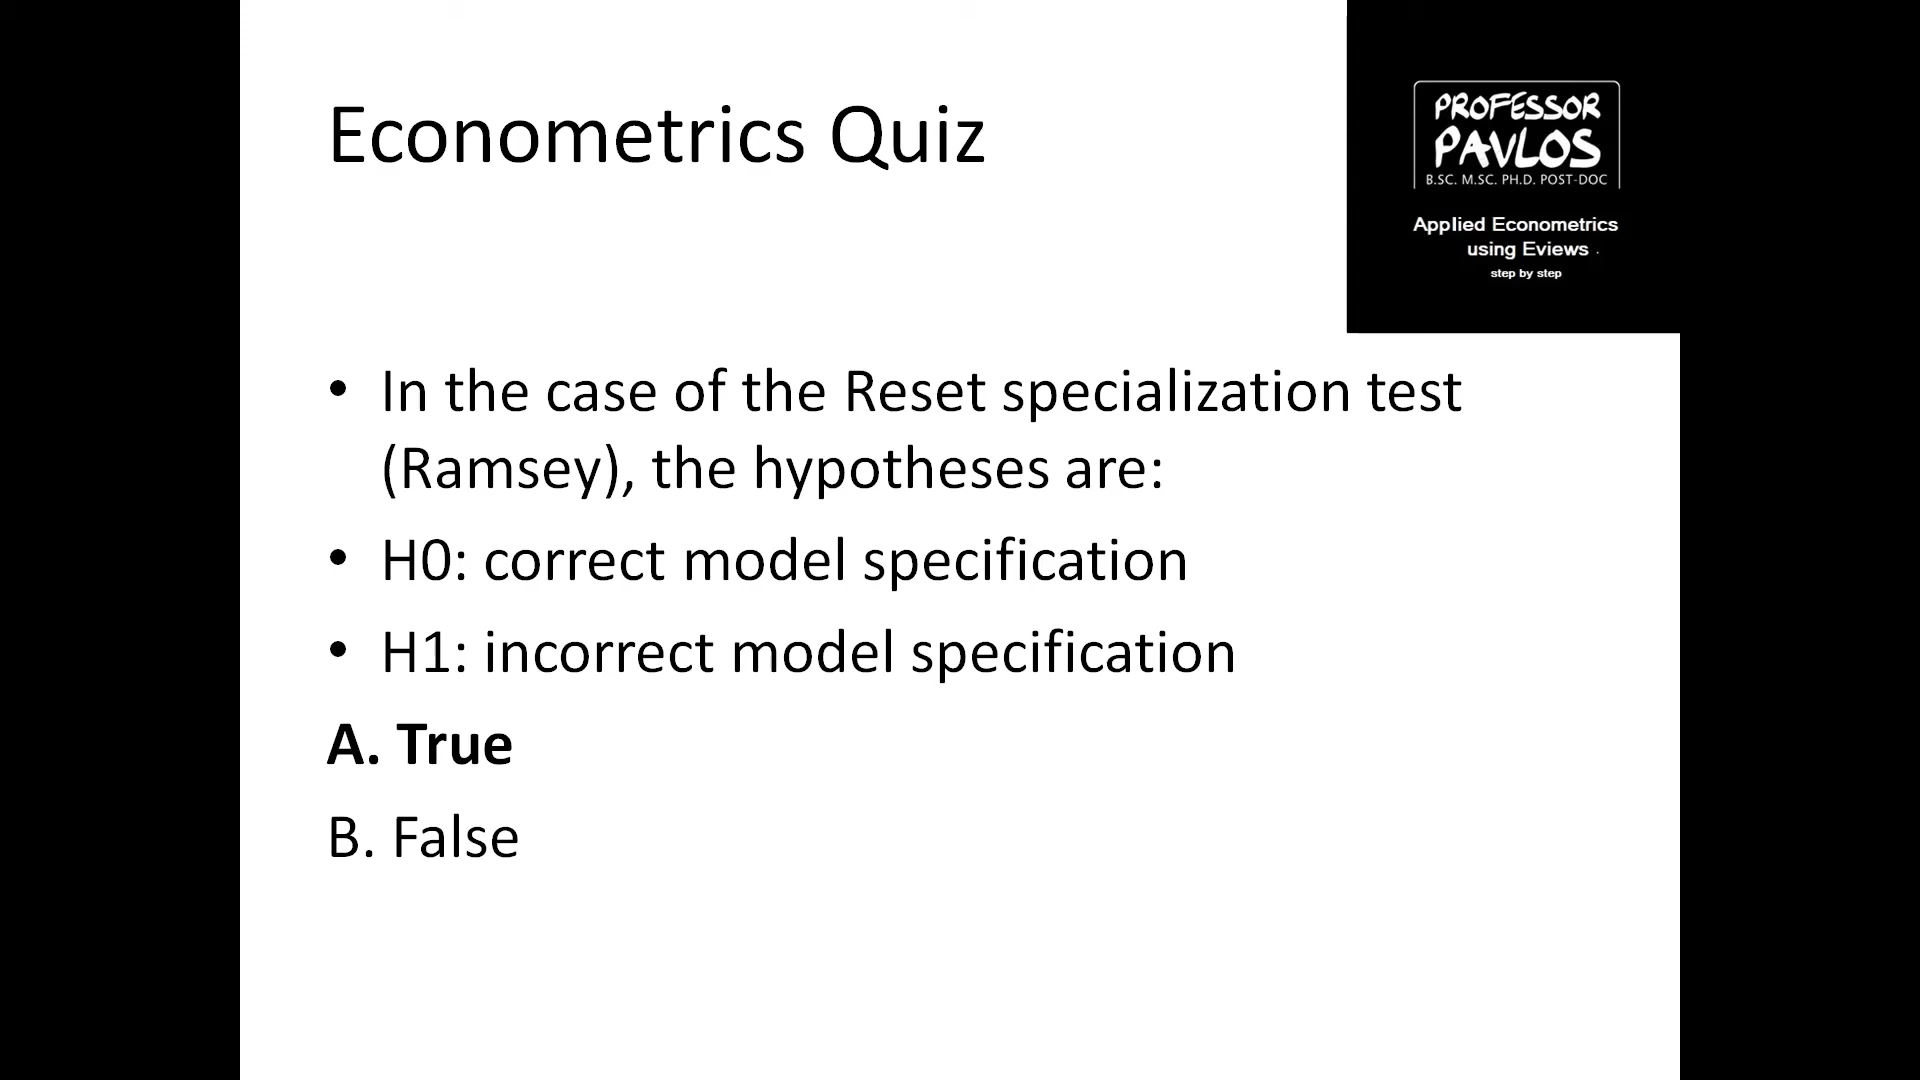 Econometrics Quiz
PROFESSOR
PAVLOS
B.SC. M.SC. PH.D. POST-DOC
Applied Econometrics
using Eviews .
step by step
• In the case of the Reset specialization test
(Ramsey), the hypotheses are:
• H0: correct model specification
• H1: incorrect model specification
A. True
B. False